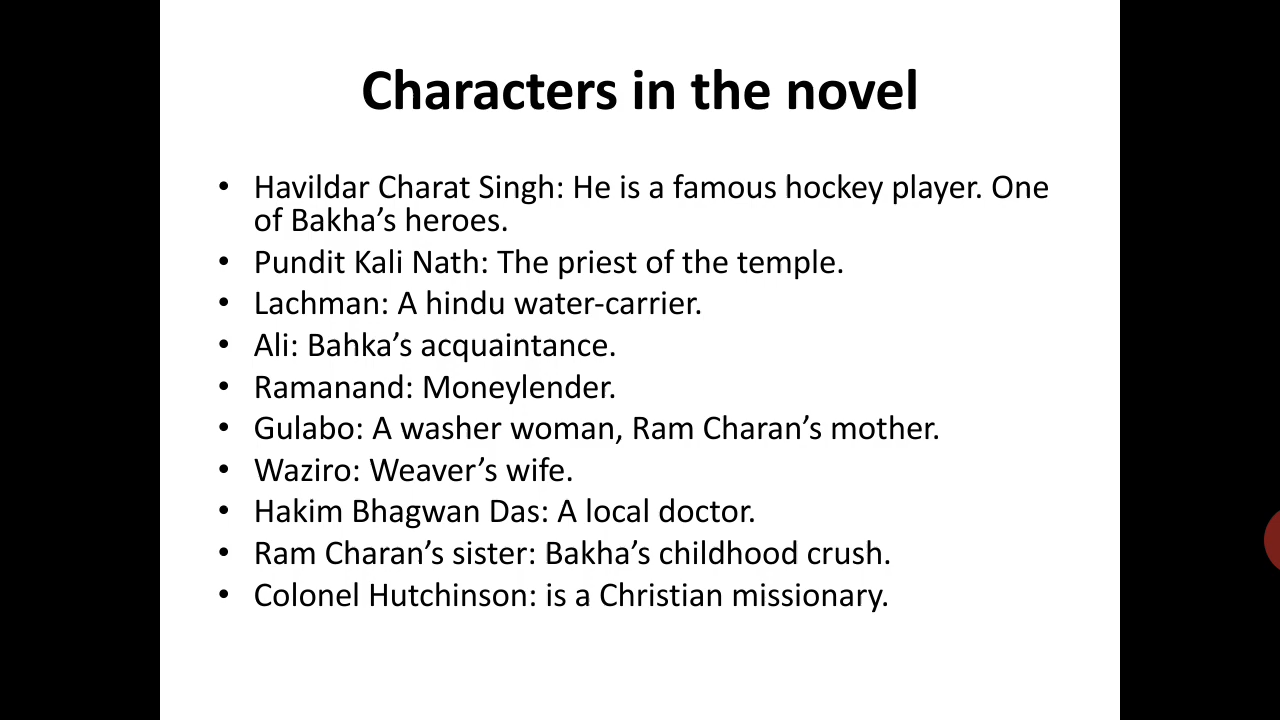 Characters in the novel
• Havildar Charat Singh: He is a famous hockey player. One
of Bakha’s heroes.
• Pundit Kali Nath: The priest of the temple.
• Lachman: A hindu water-carrier.
• Ali: Bahka’s acquaintance.
• Ramanand: Moneylender.
• Gulabo: A washer woman, Ram Charan’s mother.
• Waziro: Weaver’s wife.
• Hakim Bhagwan Das: A local doctor.
• Ram Charan’s sister: Bakha’s childhood crush.
• Colonel Hutchinson: is a Christian missionary.